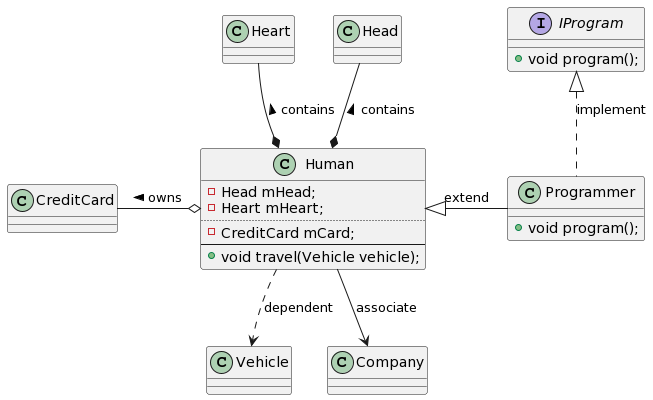 C Heart
C Head
I IProgram
void program();
contains
contains
implement
C Human
Head mHead;
Heart mHeart;
CreditCard mCard;
void travel(Vehicle vehicle);
C CreditCard
owns
extend
C Programmer
void program();
dependent
associate
C Vehicle
C Company